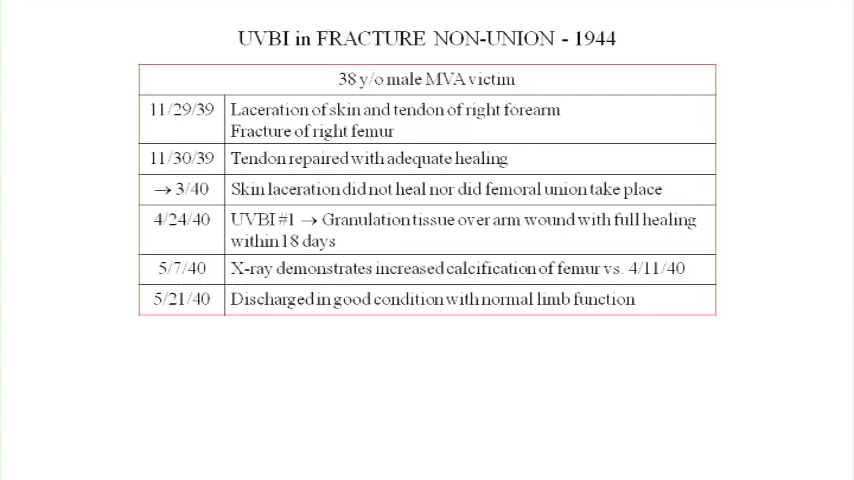 UVBI in FRACTURE NON-UNION - 1944
38 y/o male MVA victim
11/29/39 Laceration of skin and tendon of right forearm
Fracture of right femur
11/30/39 Tendon repaired with adequate healing
→ 3/40 Skin laceration did not heal nor did femoral union take place
4/24/40 UVBI #1 → Granulation tissue over arm wound with full healing
within 18 days
5/7/40 X-ray demonstrates increased calcification of femur vs. 4/11/40
5/21/40 Discharged in good condition with normal limb function